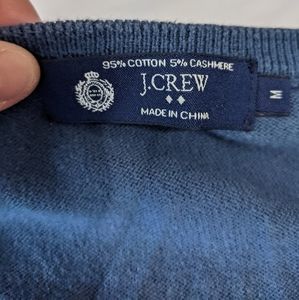 95% COTTON 5% CASHMERE
J.CREW
MADE IN CHINA
M